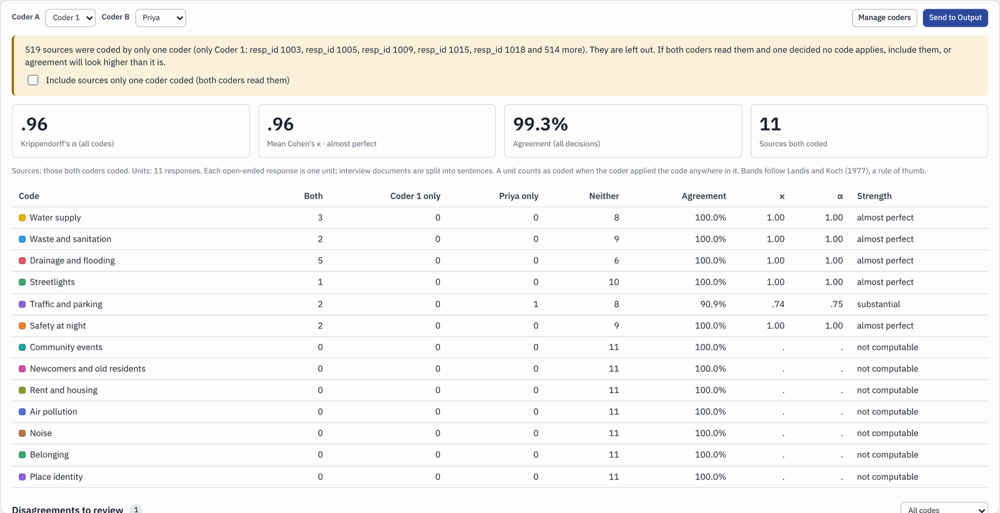 Coder A Coder 1 Coder B Priya Manage coders Send to Output
519 sources were coded by only one coder (only Coder 1: resp_id 1003, resp_id 1005, resp_id 1009, resp_id 1015, resp_id 1018 and 514 more). They are left out. If both coders read them and one decided no code applies, include them, or
agreement will look higher than it is.
Include sources only one coder coded (both coders read them)
.96
Krippendorff's α (all codes)
.96
Mean Cohen's κ · almost perfect
99.3%
Agreement (all decisions)
11
Sources both coded
Sources: those both coders coded. Units: 11 responses. Each open-ended response is one unit; interview documents are split into sentences. A unit counts as coded when the coder applied the code anywhere in it. Bands follow Landis and Koch (1977), a rule of thumb.
Code Both Coder 1 only Priya only Neither Agreement κ α Strength
Water supply 3 0 0 8 100.0% 1.00 1.00 almost perfect
Waste and sanitation 2 0 0 9 100.0% 1.00 1.00 almost perfect
Drainage and flooding 5 0 0 6 100.0% 1.00 1.00 almost perfect
Streetlights 1 0 0 10 100.0% 1.00 1.00 almost perfect
Traffic and parking 2 0 1 8 90.9% .74 .75 substantial
Safety at night 2 0 0 9 100.0% 1.00 1.00 almost perfect
Community events 0 0 0 11 100.0% . . not computable
Newcomers and old residents 0 0 0 11 100.0% . . not computable
Rent and housing 0 0 0 11 100.0% . . not computable
Air pollution 0 0 0 11 100.0% . . not computable
Noise 0 0 0 11 100.0% . . not computable
Belonging 0 0 0 11 100.0% . . not computable
Place identity 0 0 0 11 100.0% . . not computable
Disagreements to review 1 All codes